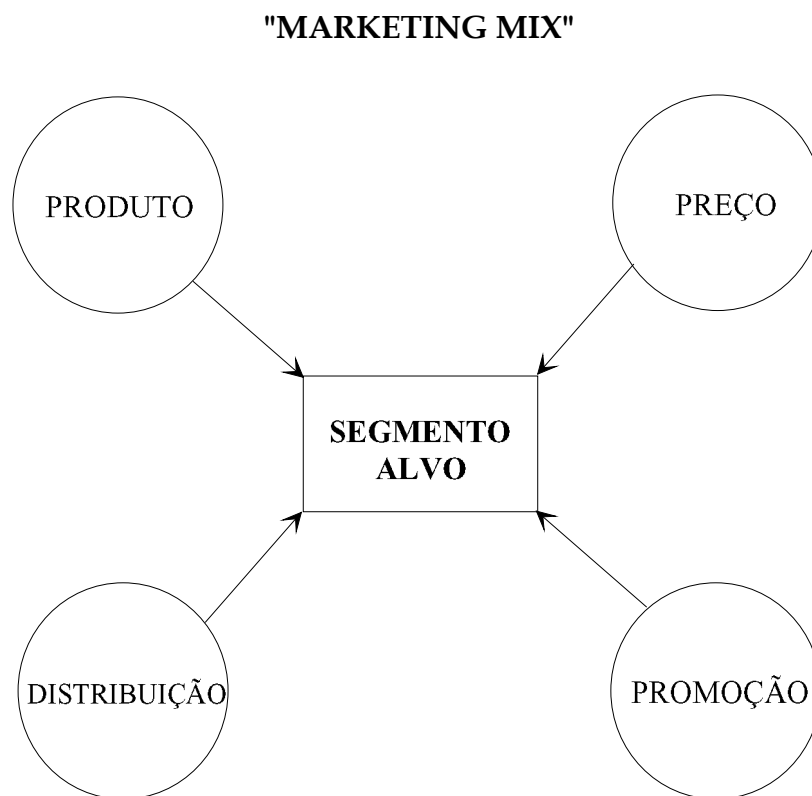 "MARKETING MIX"
PRODUTO
PREÇO
SEGMENTO
ALVO
DISTRIBUIÇÃO
PROMOÇÃO